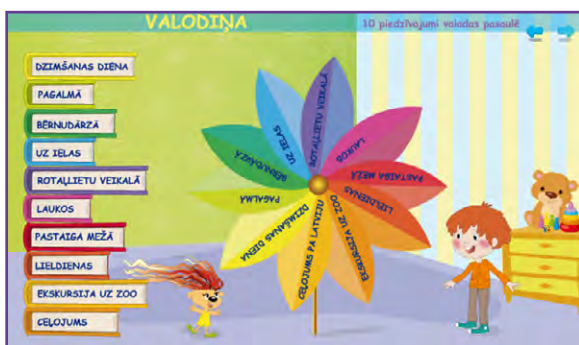 VALODIŅA
10 piedzīvojumi valodas pasaulē
DZIMŠANAS DIENA
PAGALMĀ
BĒRNUDĀRZĀ
UZ IELAS
ROTAĻLIETU VEIKALĀ
LAUKOS
PASTAIGA MEŽĀ
LIELDIENAS
EKSKURSIJA UZ ZOO
CEĻOJUMS
ROTAĻLIETU VEIKALĀ
LAUKOS
PASTAIGA MEŽĀ
LIELDIENAS
EKSKURSIJA UZ ZOO
CEĻOJUMS PA LATVIJU
DZIMŠANAS DIENA
PAGALMĀ
BĒRNUDĀRZĀ
UZ IELAS